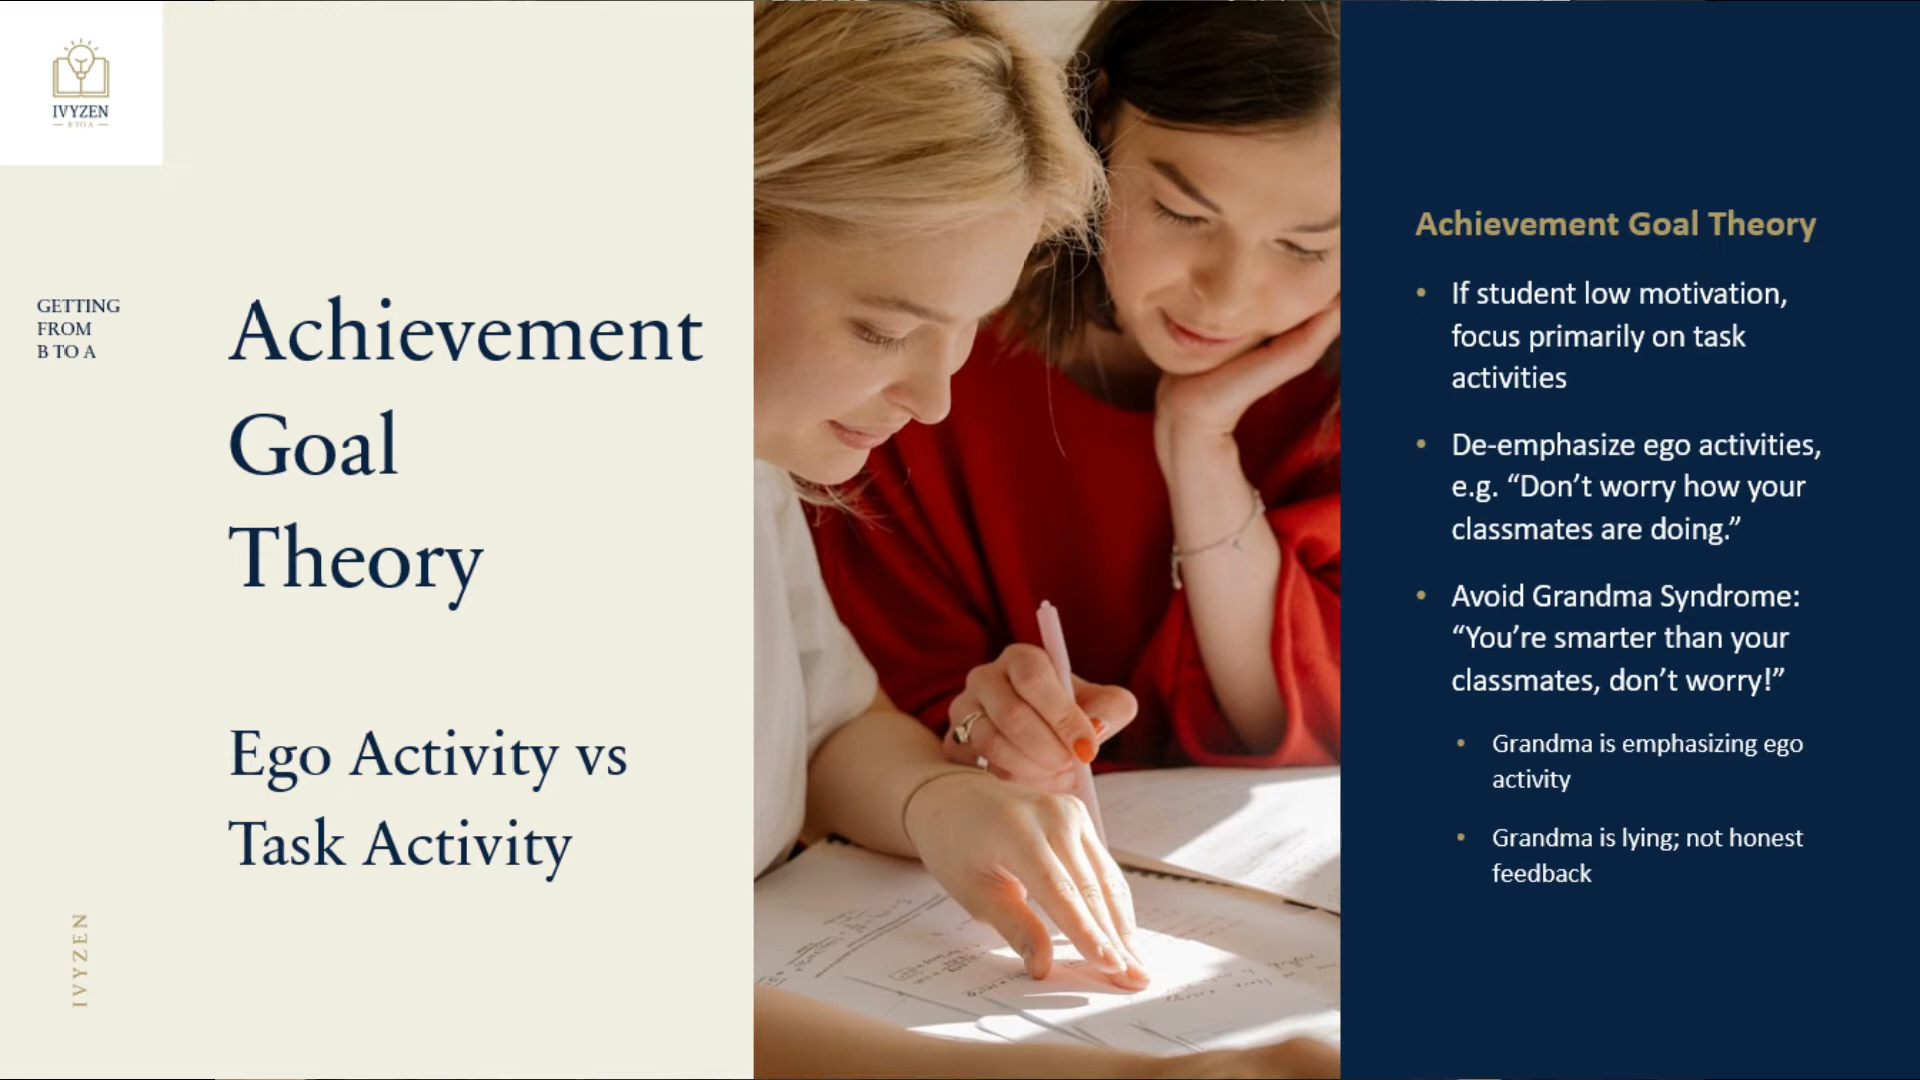 IVYZEN
B TO A
GETTING
FROM
B TO A
Achievement
Goal
Theory
Ego Activity vs
Task Activity
IVYZEN
Achievement Goal Theory
• If student low motivation,
focus primarily on task
activities
• De-emphasize ego activities,
e.g. “Don’t worry how your
classmates are doing.”
• Avoid Grandma Syndrome:
“You’re smarter than your
classmates, don’t worry!”
• Grandma is emphasizing ego
activity
• Grandma is lying; not honest
feedback